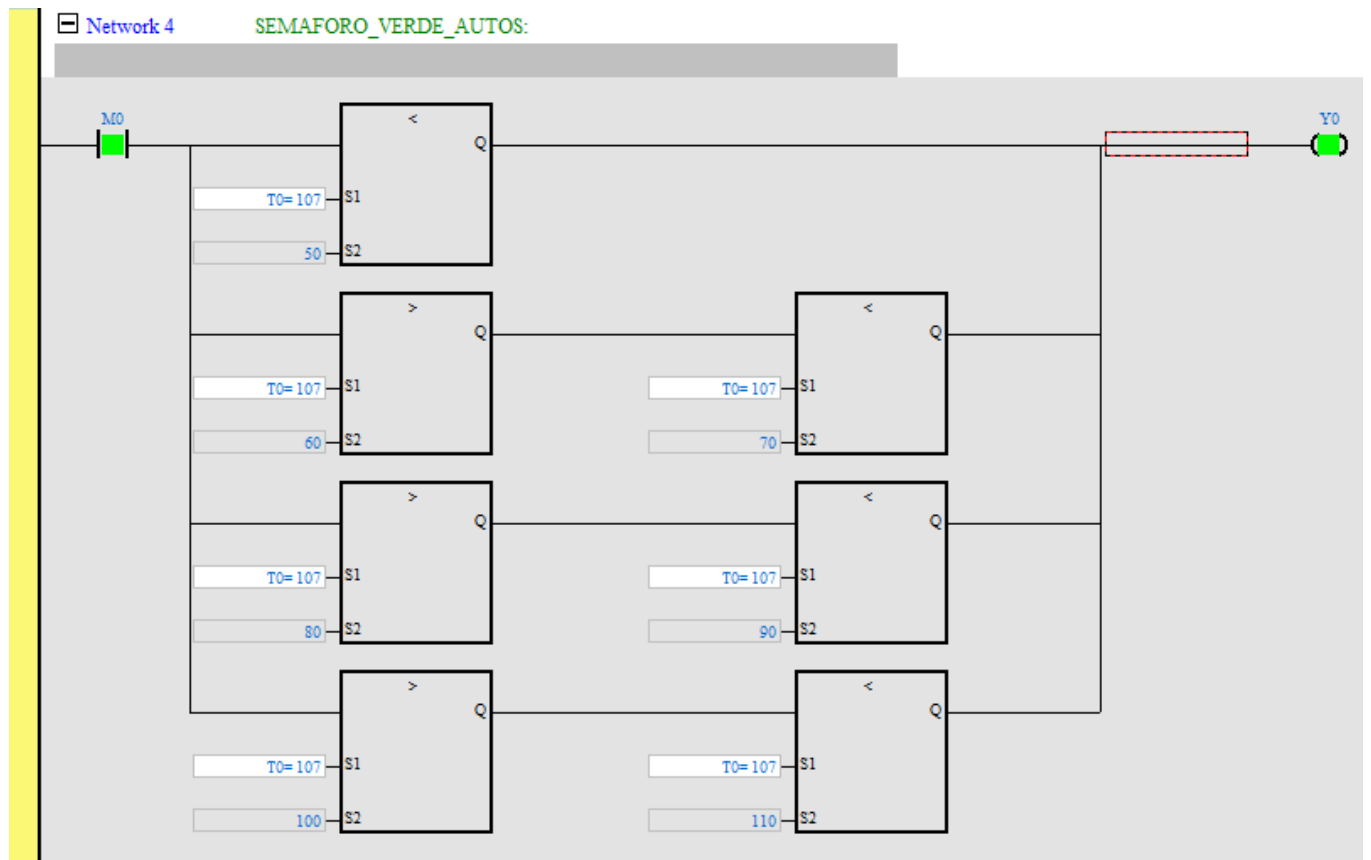 Network 4 SEMAFORO_VERDE_AUTOS:
M0
<
Q
Y0
T0= 107 S1
50 S2
>
Q
<
Q
T0= 107 S1
T0= 107 S1
60 S2
70 S2
>
Q
<
Q
T0= 107 S1
T0= 107 S1
80 S2
90 S2
>
Q
<
Q
T0= 107 S1
T0= 107 S1
100 S2
110 S2